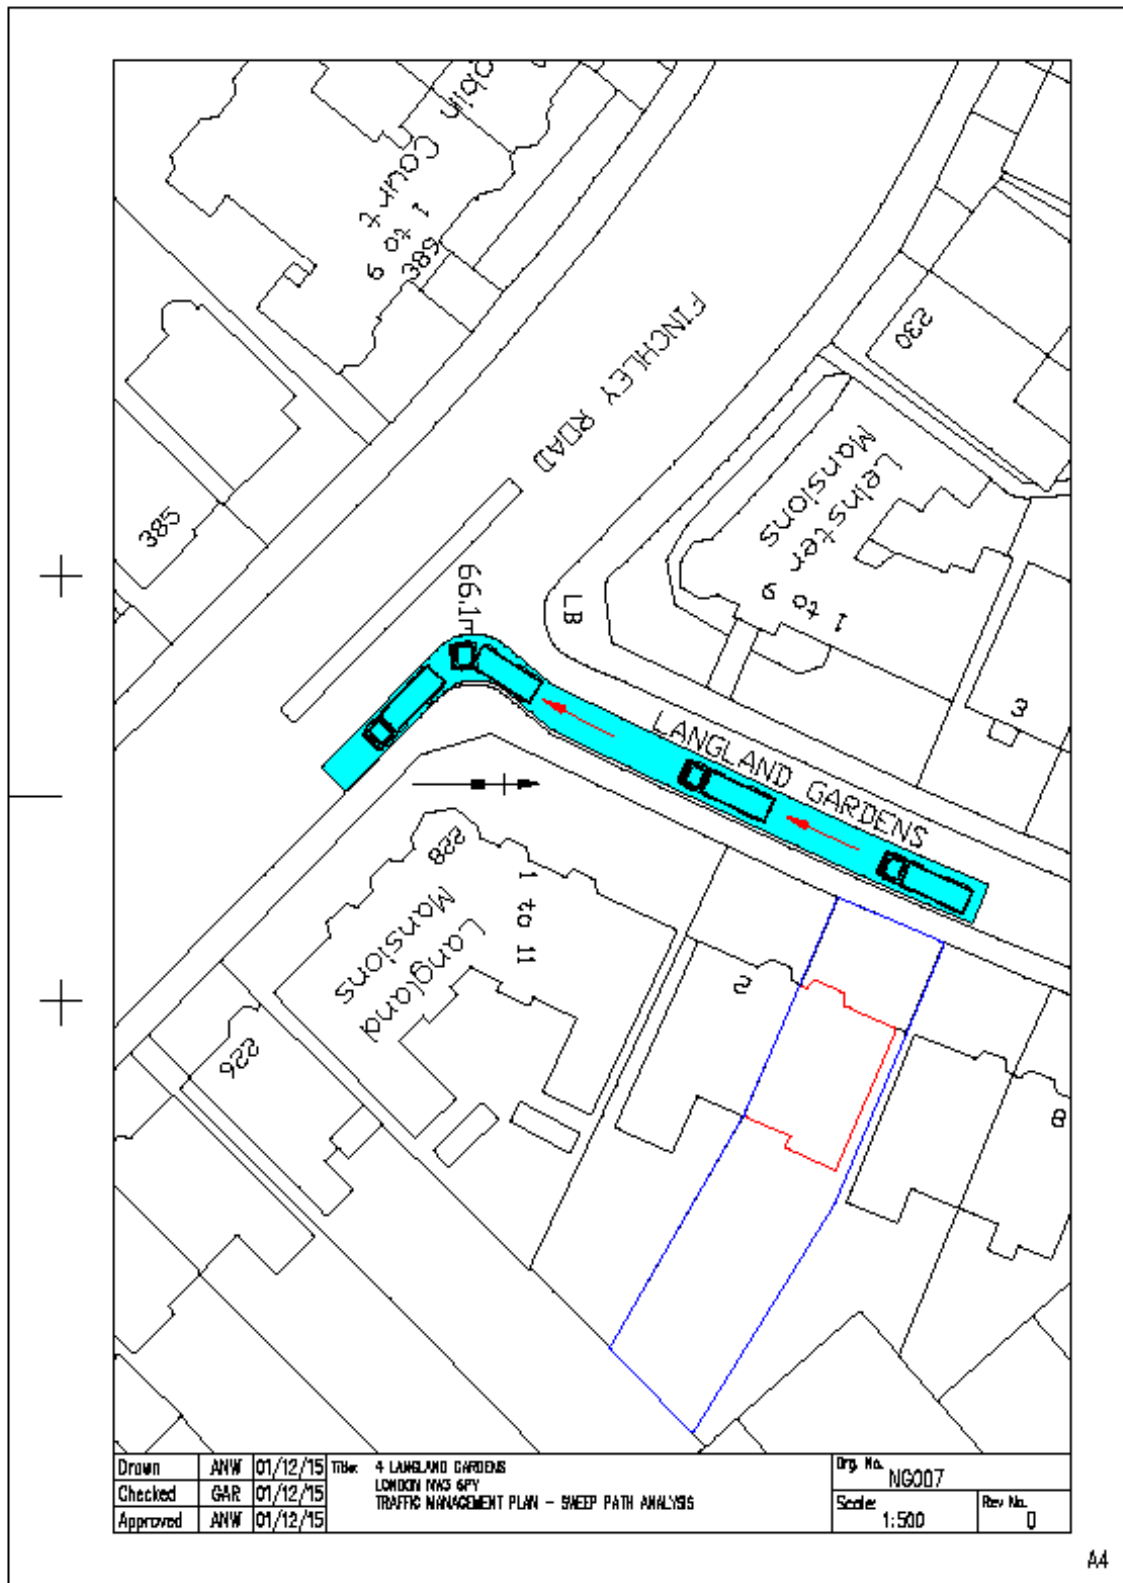 obin
Court
1 to 9
389
385
FINCHLEY ROAD
230
Leinster
Mansions
1 to 9
3
LB
66.1m
LANGLAND GARDENS
228
Langland
Mansions
1 to 11
226
2
8
Drawn ANW 01/12/15
Checked GAR 01/12/15
Approved ANW 01/12/15
Title: 4 LANGLAND GARDENS
LONDON NW3 6PY
TRAFFIC MANAGEMENT PLAN - SWEEP PATH ANALYSIS
Drg. No.
NG007
Scale:
1:500
Rev No.
0
A4